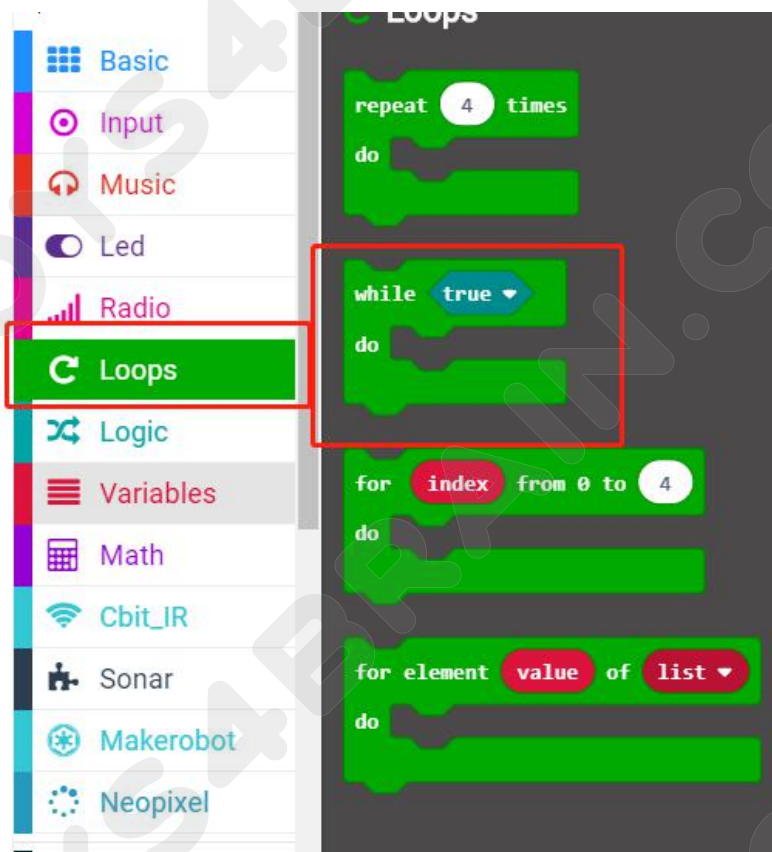 Basic
Input
Music
Led
Radio
Loops
Logic
Variables
Math
Cbit_IR
Sonar
Makerobot
Neopixel
Loops
repeat 4 times
do
while true
do
for index from 0 to 4
do
for element value of list
do